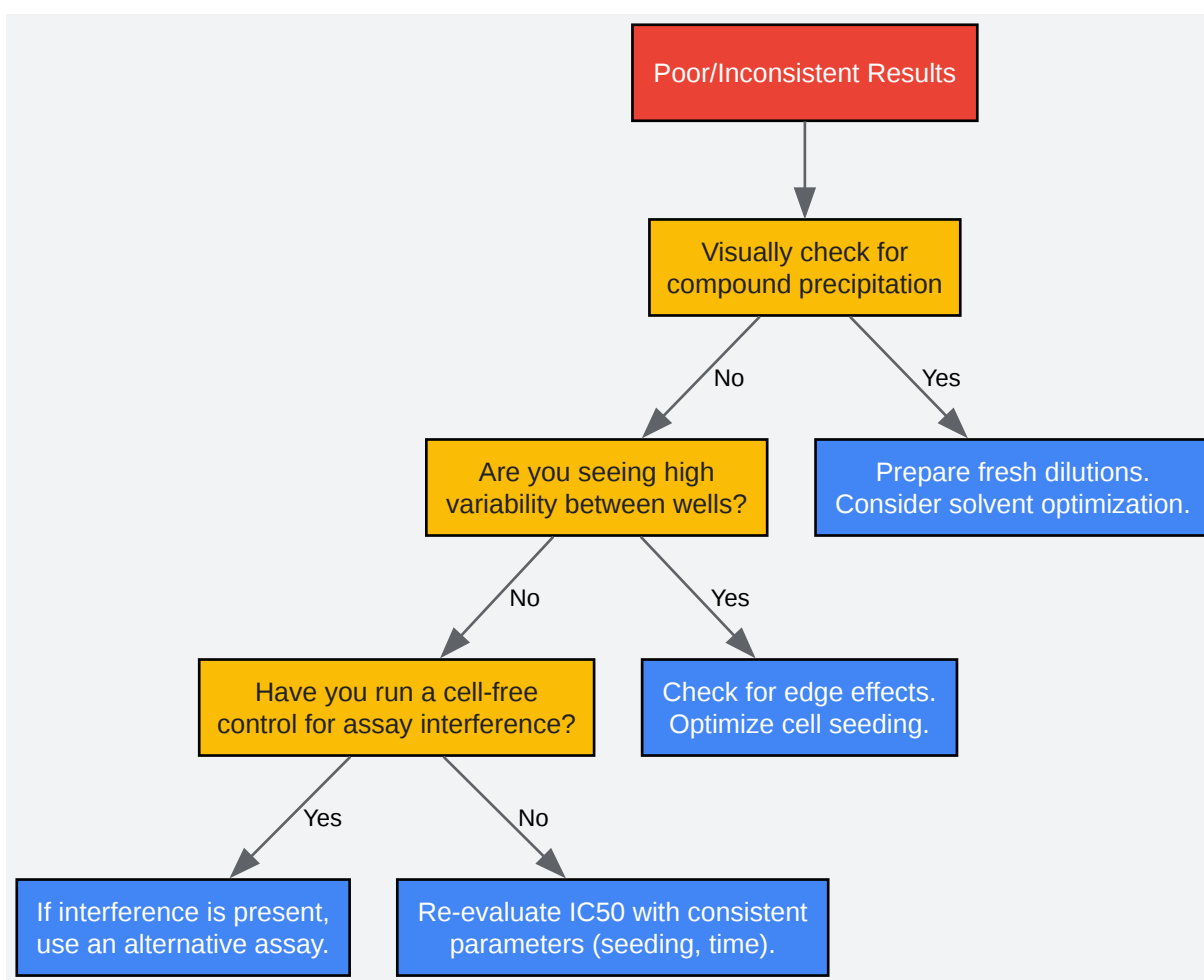 Poor/Inconsistent Results
Visually check for
compound precipitation
No
Yes
Are you seeing high
variability between wells?
Prepare fresh dilutions.
Consider solvent optimization.
No
Yes
Have you run a cell-free
control for assay interference?
Check for edge effects.
Optimize cell seeding.
Yes
No
If interference is present,
use an alternative assay.
Re-evaluate IC50 with consistent
parameters (seeding, time).